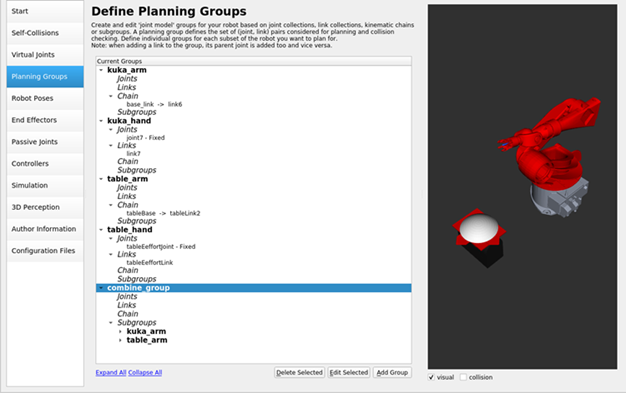 Start
Self-Collisions
Virtual Joints
Planning Groups
Robot Poses
End Effectors
Passive Joints
Controllers
Simulation
3D Perception
Author Information
Configuration Files
Define Planning Groups
Create and edit 'joint model' groups for your robot based on joint collections, link collections, kinematic chains
or subgroups. A planning group defines the set of (joint, link) pairs considered for planning and collision
checking. Define individual groups for each subset of the robot you want to plan for.
Note: when adding a link to the group, its parent joint is added too and vice versa.
Current Groups
kuka_arm
Joints
Links
Chain
base_link -> link6
Subgroups
kuka_hand
Joints
joint7 - Fixed
Links
link7
Chain
Subgroups
table_arm
Joints
Links
Chain
tableBase -> tableLink2
Subgroups
table_hand
Joints
tableEeffortJoint - Fixed
Links
tableEeffortLink
Chain
Subgroups
combine_group
Joints
Links
Chain
Subgroups
kuka_arm
table_arm
Expand All Collapse All
Delete Selected
Edit Selected
Add Group
visual
collision